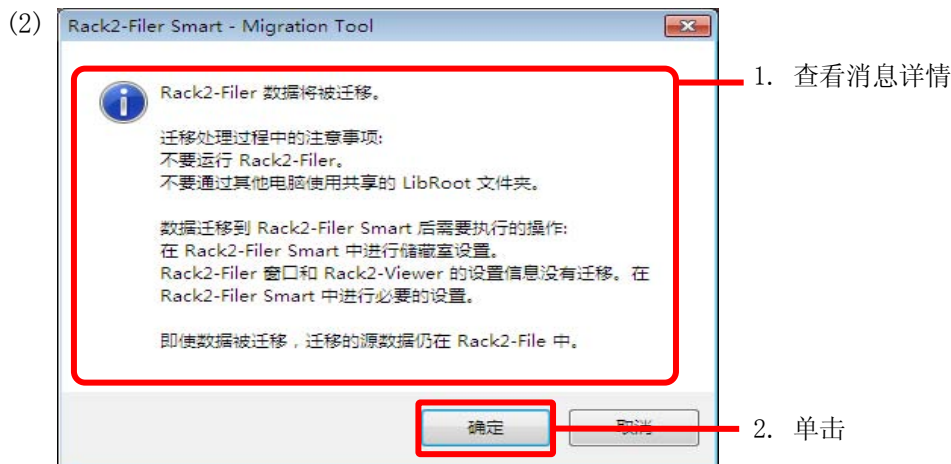 (2)
Rack2-Filer Smart - Migration Tool
Rack2-Filer 数据将被迁移。
1. 查看消息详情
迁移处理过程中的注意事项:
不要运行 Rack2-Filer。
不要通过其他电脑使用共享的 LibRoot 文件夹。
数据迁移到 Rack2-Filer Smart 后需要执行的操作:
在 Rack2-Filer Smart 中进行储藏室设置。
Rack2-Filer 窗口和 Rack2-Viewer 的设置信息没有迁移。在
Rack2-Filer Smart 中进行必要的设置。
即使数据被迁移，迁移的源数据仍在 Rack2-File 中。
确定
取消
2. 单击